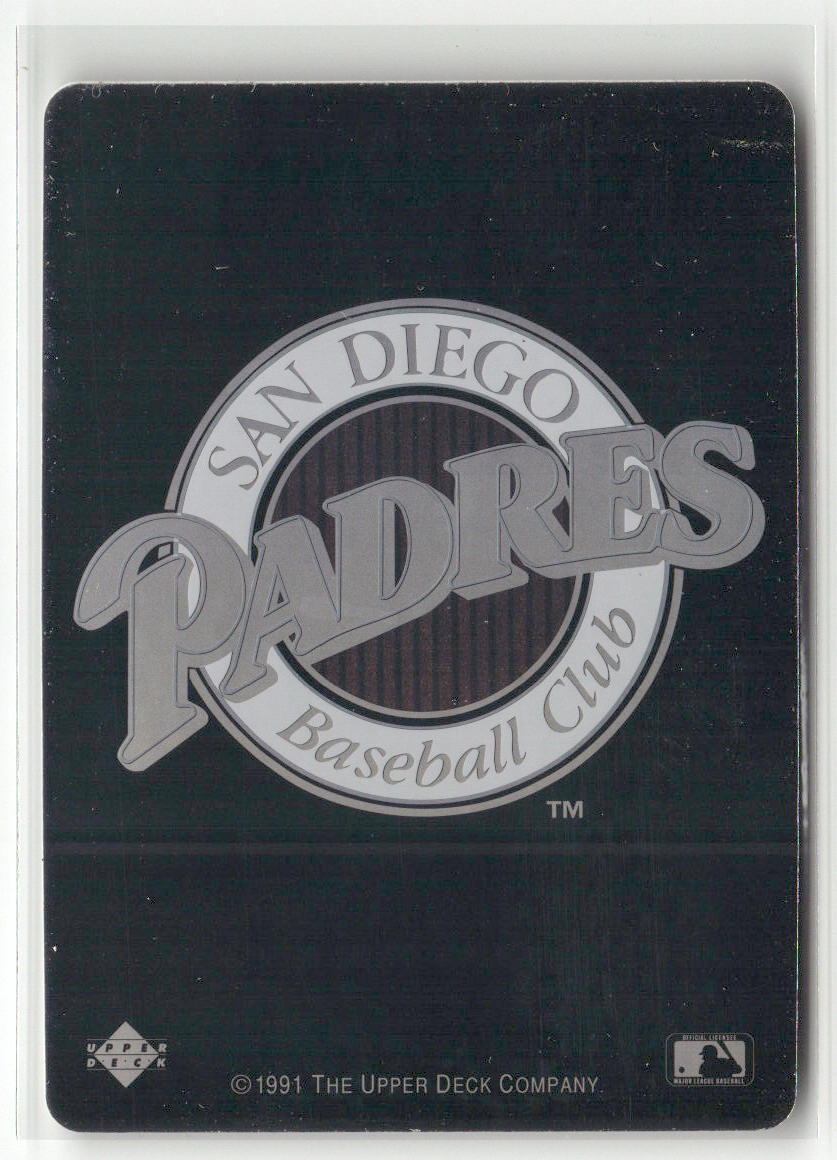 SAN DIEGO
PADRES
Baseball Club
TM
UPPER
DECK
© 1991 THE UPPER DECK COMPANY
OFFICIAL LICENSEE
MAJOR LEAGUE BASEBALL